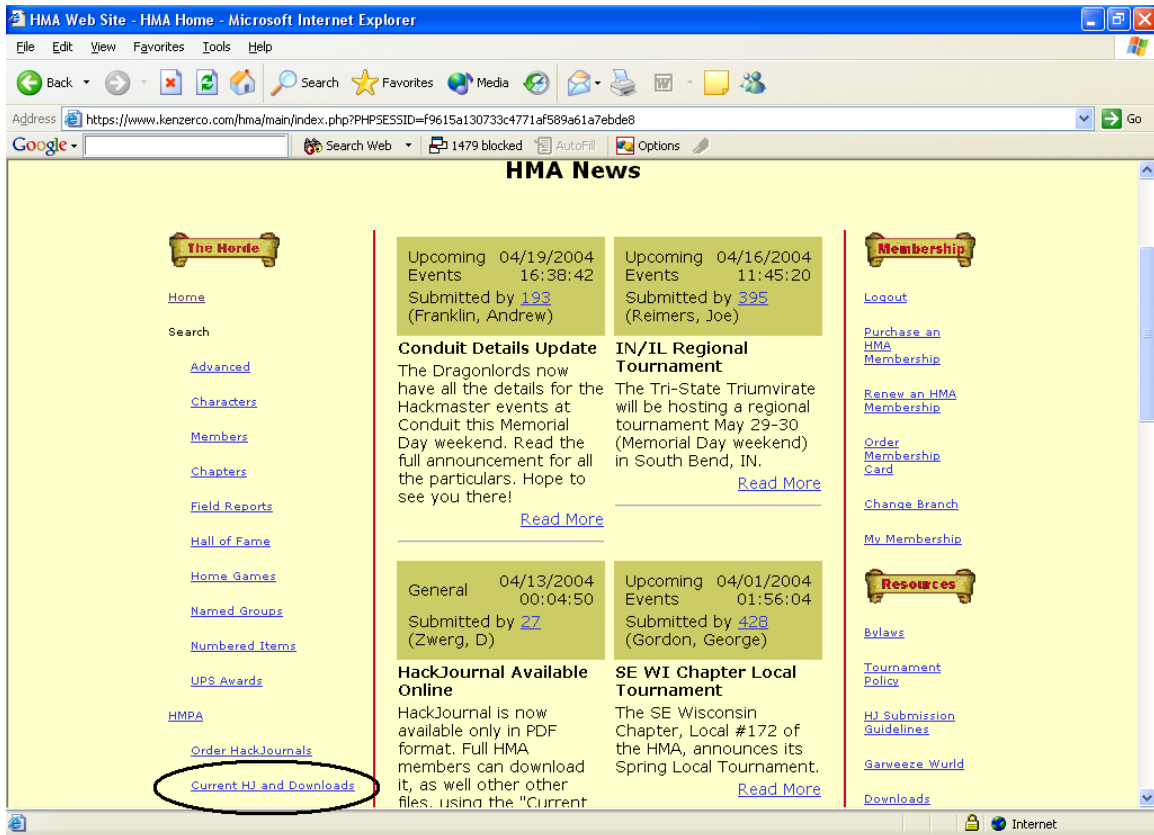 HMA Web Site - HMA Home - Microsoft Internet Explorer
File Edit View Favorites Tools Help
Back Search Favorites Media
Address https://www.kenzerco.com/hma/main/index.php?PHPSESSID=f9615a130733c4771af589a61a7ebde8 Go
Google Search Web 1479 blocked AutoFill Options
HMA News
The Horde
Home
Search
Advanced
Characters
Members
Chapters
Field Reports
Hall of Fame
Home Games
Named Groups
Numbered Items
UPS Awards
HMPA
Order HackJournals
Current HJ and Downloads
Upcoming 04/19/2004
Events 16:38:42
Submitted by 193
(Franklin, Andrew)
Conduit Details Update
The Dragonlords now
have all the details for the
Hackmaster events at
Conduit this Memorial
Day weekend. Read the
full announcement for all
the particulars. Hope to
see you there!
Read More
General 04/13/2004
00:04:50
Submitted by 27
(Zwerg, D)
HackJournal Available
Online
HackJournal is now
available only in PDF
format. Full HMA
members can download
it, as well other other
files, using the "Current
Upcoming 04/16/2004
Events 11:45:20
Submitted by 395
(Reimers, Joe)
IN/IL Regional
Tournament
The Tri-State Triumvirate
will be hosting a regional
tournament May 29-30
(Memorial Day weekend)
in South Bend, IN.
Read More
Upcoming 04/01/2004
Events 01:56:04
Submitted by 428
(Gordon, George)
SE WI Chapter Local
Tournament
The SE Wisconsin
Chapter, Local #172 of
the HMA, announces its
Spring Local Tournament.
Read More
Membership
Logout
Purchase an
HMA
Membership
Renew an HMA
Membership
Order
Membership
Card
Change Branch
My Membership
Resources
Bylaws
Tournament
Policy
HJ Submission
Guidelines
Garweeze Wurld
Downloads
Internet